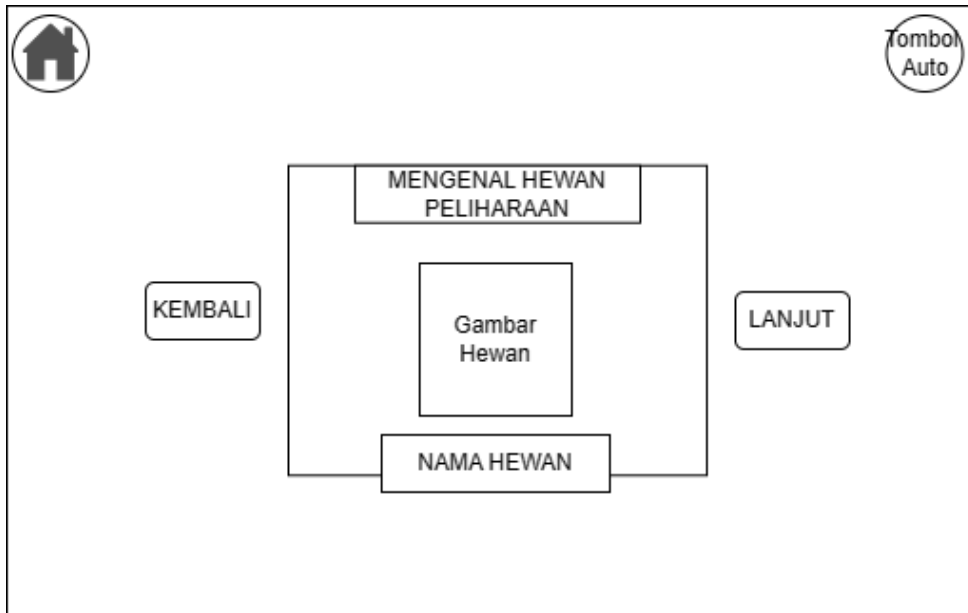 Tombol
Auto
MENGENAL HEWAN
PELIHARAAN
KEMBALI
Gambar
Hewan
LANJUT
NAMA HEWAN